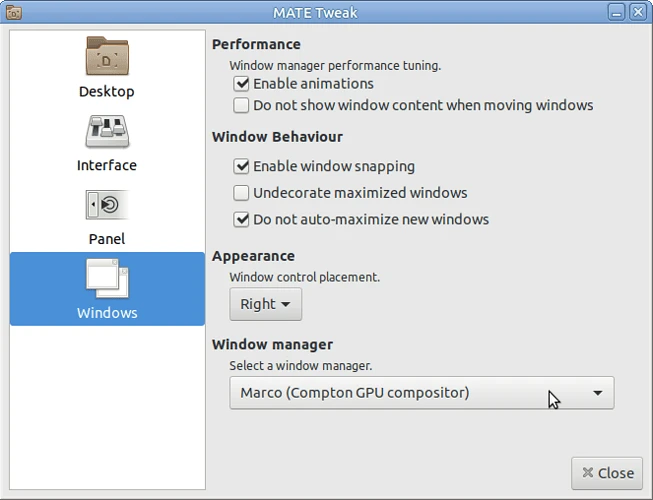 MATE Tweak
Desktop
Interface
Panel
Windows
Performance
Window manager performance tuning.
Enable animations
Do not show window content when moving windows
Window Behaviour
Enable window snapping
Undecorate maximized windows
Do not auto-maximize new windows
Appearance
Window control placement.
Right
Window manager
Select a window manager.
Marco (Compton GPU compositor)
Close